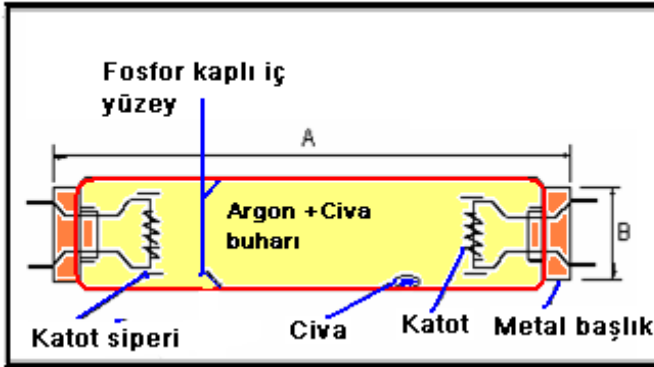 Fosfor kaplı iç
yüzey
A
Argon +Civa
buharı
B
Katot siperi
Civa
Katot
Metal başlık